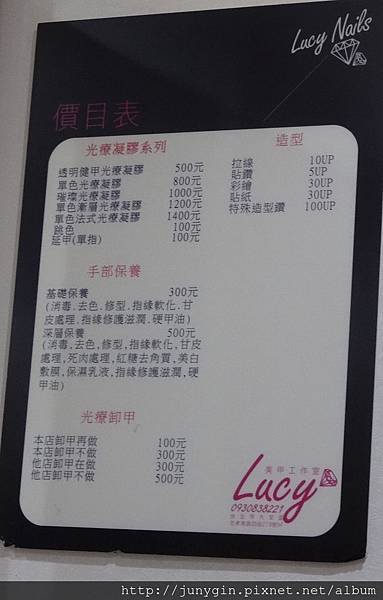 Lucy Nails
價目表
光療凝膠系列
透明健甲光療凝膠 500元
單色光療凝膠 800元
璀璨光療凝膠 1000元
單色漸層光療凝膠 1200元
單色法式光療凝膠 1400元
跳色 100元
延甲(單指) 100元
造型
拉線 10UP
貼鑽 5UP
彩繪 30UP
貼紙 30UP
特殊造型鑽 100UP
手部保養
基礎保養 300元
(消毒.去色.修型.指緣軟化.甘
皮處理.指緣修護滋潤.硬甲油)
深層保養 500元
(消毒,去色,修型,指緣軟化,甘皮
處理,死肉處理,紅糖去角質,美白
敷膜,保濕乳液,指緣修護滋潤,硬
甲油)
光療卸甲
本店卸甲再做 100元
本店卸甲不做 300元
他店卸甲在做 300元
他店卸甲不做 500元
美甲工作室
Lucy
0930838221
http://junygin.pixnet.net/album